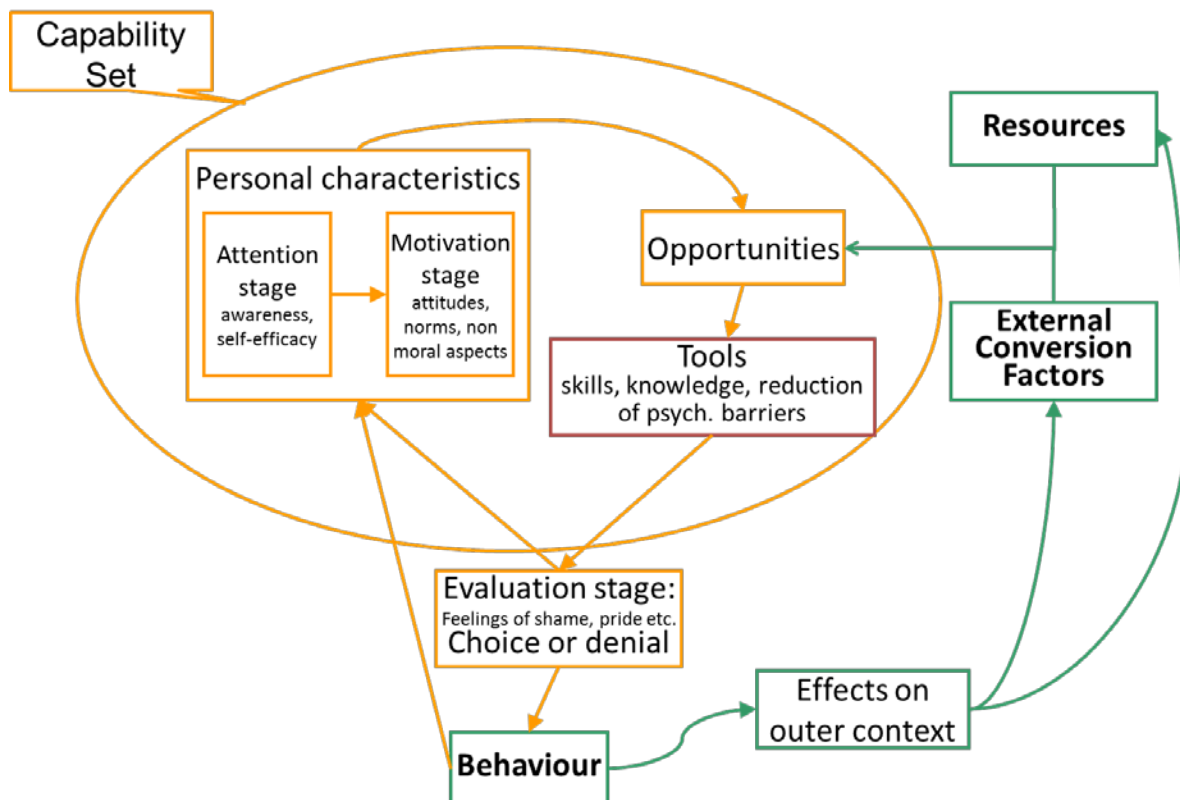 Capability
Set
Resources
Personal characteristics
Attention
stage
awareness,
self-efficacy
Motivation
stage
attitudes,
norms, non
moral aspects
Opportunities
External
Conversion
Factors
Tools
skills, knowledge, reduction
of psych. barriers
Evaluation stage:
Feelings of shame, pride etc.
Choice or denial
Effects on
outer context
Behaviour